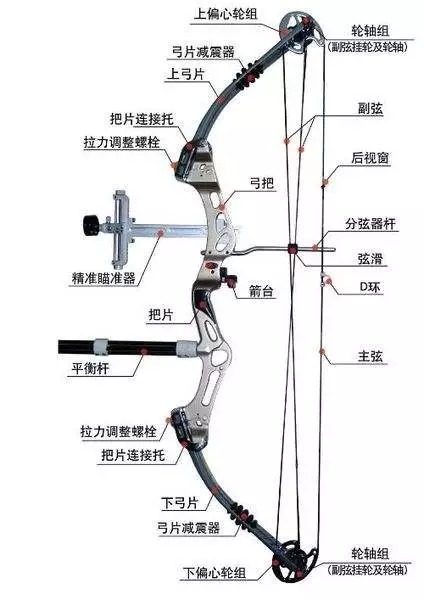 上偏心轮组
轮轴组
(副弦挂轮及轮轴)
弓片减震器
上弓片
副弦
把片连接托
拉力调整螺栓
后视窗
弓把
分弦器杆
弦滑
精准瞄准器
箭台
D环
把片
主弦
平衡杆
拉力调整螺栓
把片连接托
下弓片
弓片减震器
轮轴组
(副弦挂轮及轮轴)
下偏心轮组